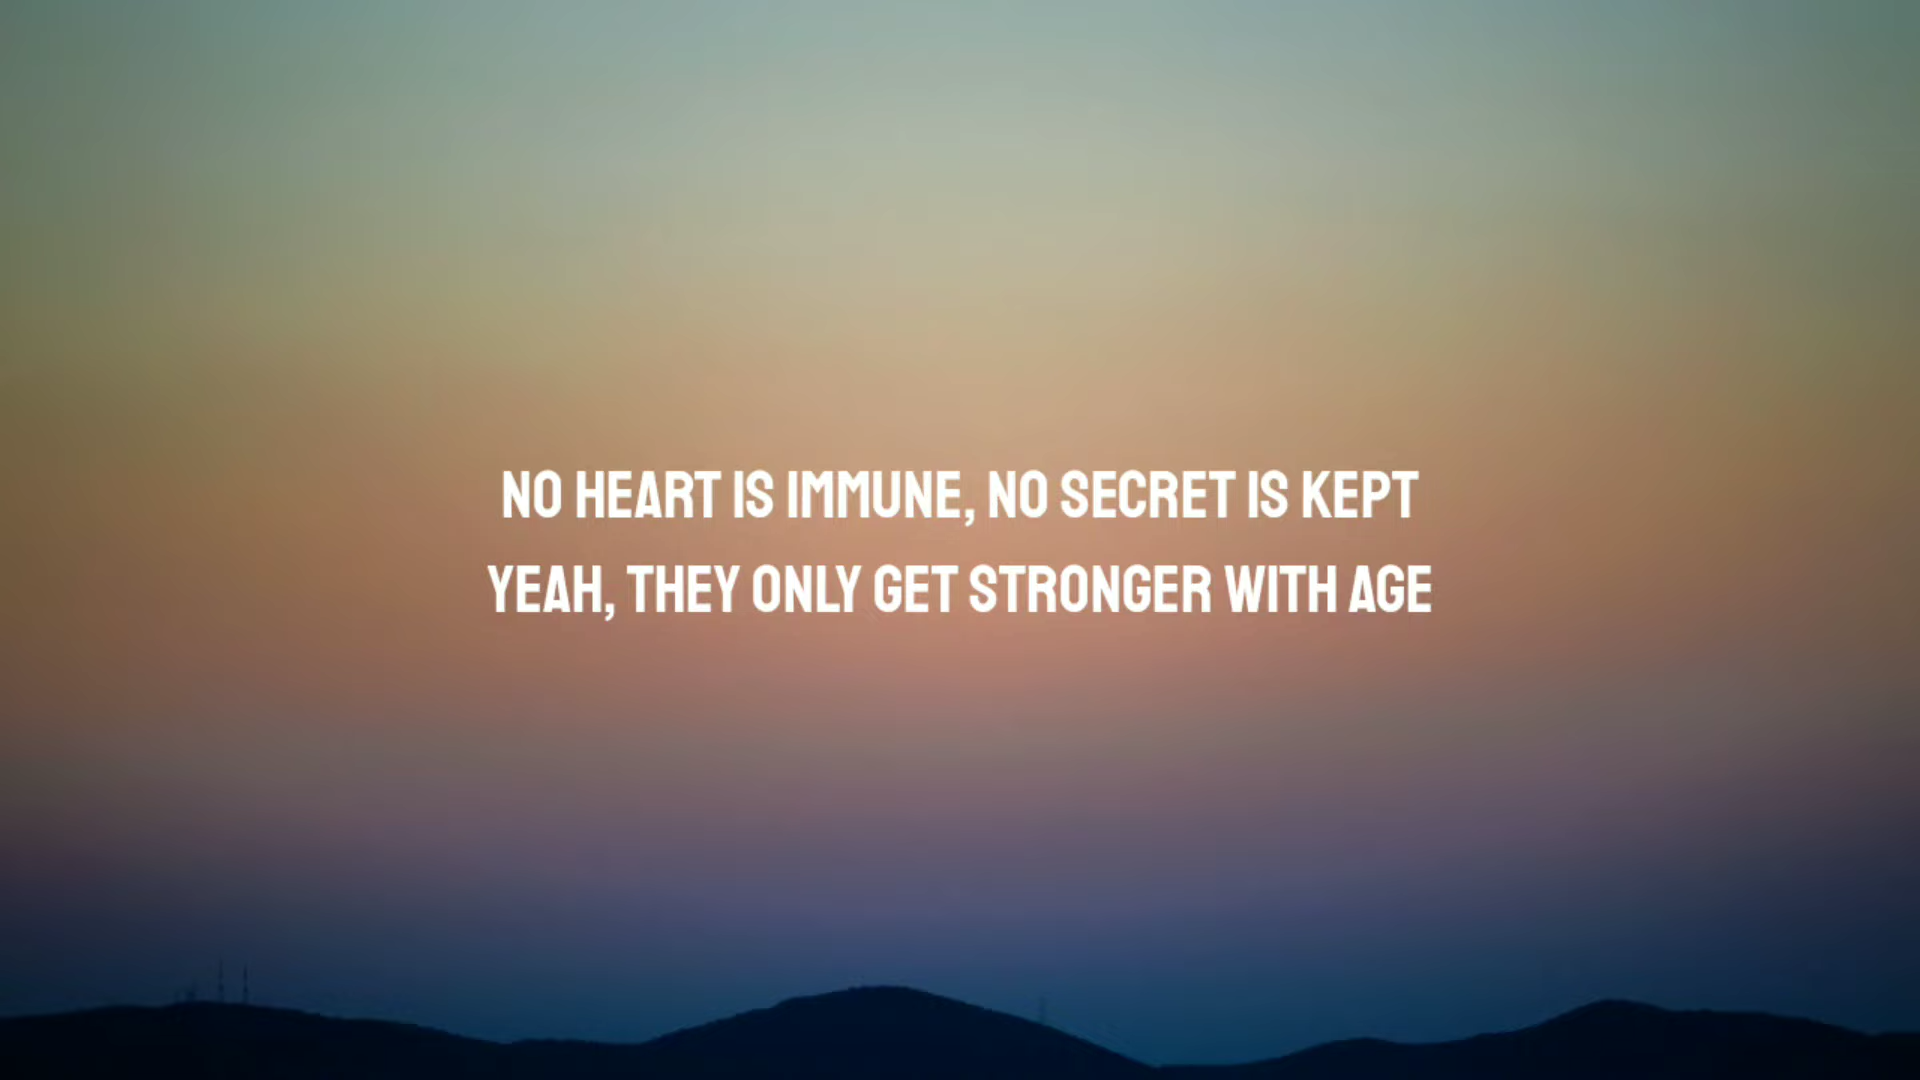 NO HEART IS IMMUNE, NO SECRET IS KEPT
YEAH, THEY ONLY GET STRONGER WITH AGE